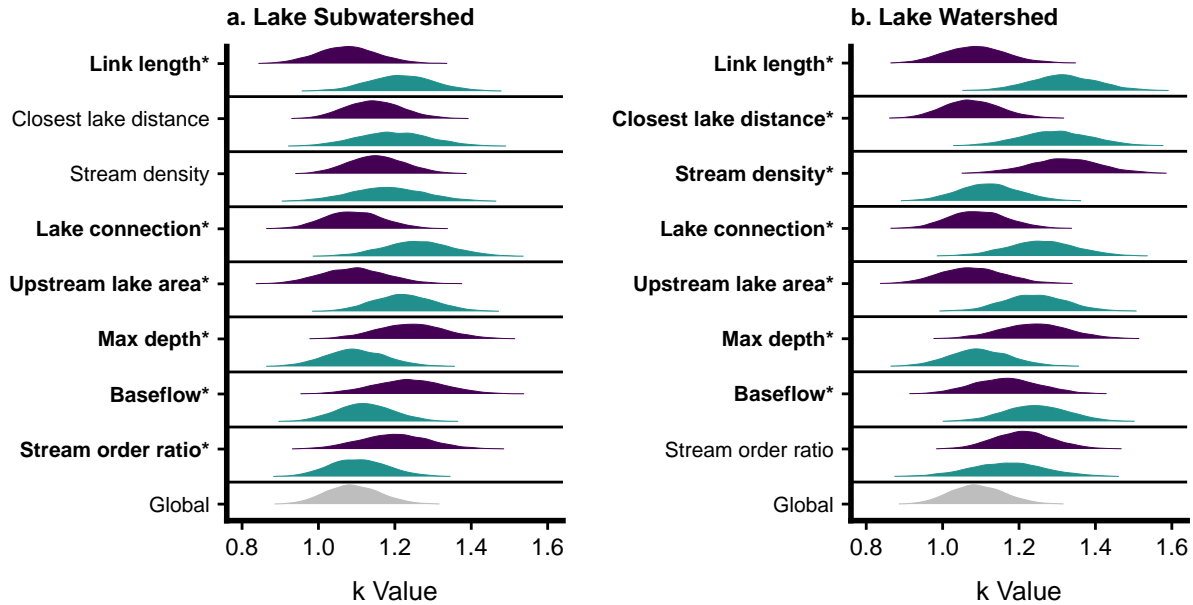 a. Lake Subwatershed
Link length*
Closest lake distance
Stream density
Lake connection*
Upstream lake area*
Max depth*
Baseflow*
Stream order ratio*
Global
0.8 1.0 1.2 1.4 1.6
k Value
b. Lake Watershed
Link length*
Closest lake distance*
Stream density*
Lake connection*
Upstream lake area*
Max depth*
Baseflow*
Stream order ratio
Global
0.8 1.0 1.2 1.4 1.6
k Value